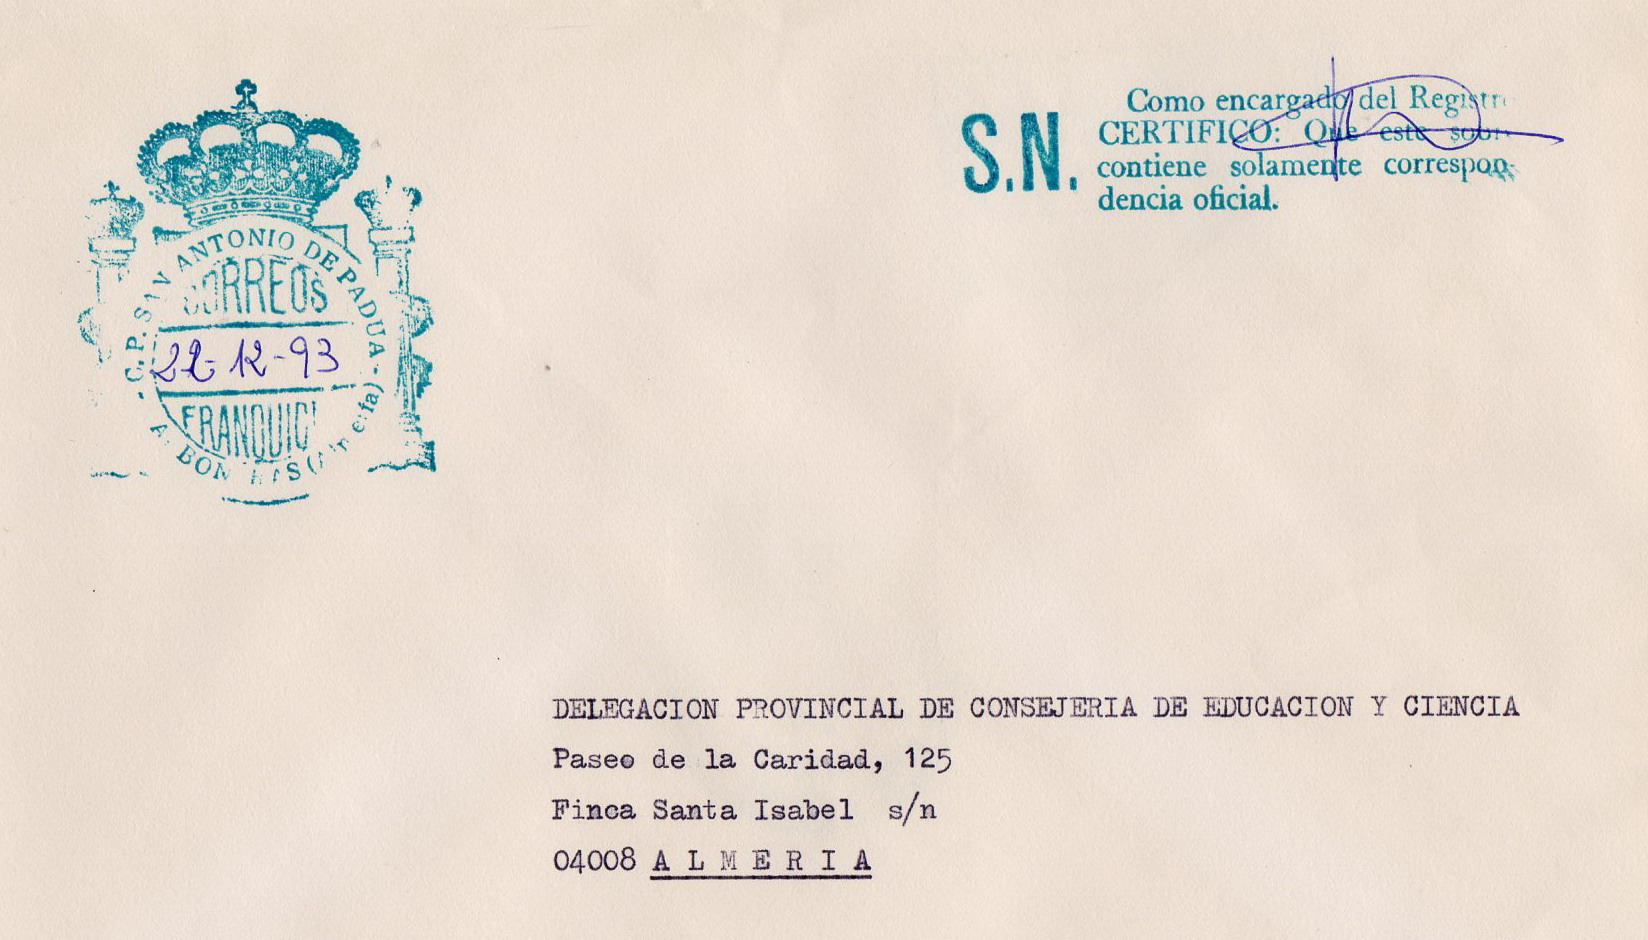 C.P. SAN ANTONIO DE PADUA
CORREOS
22-12-93
FRANQUICI
S.N.
Como encargado del Registro
CERTIFICO: Que este sobre
contiene solamente correspon-
dencia oficial.
DELEGACION PROVINCIAL DE CONSEJERIA DE EDUCACION Y CIENCIA
Paseo de la Caridad, 125
Finca Santa Isabel s/n
04008 A L M E R I A